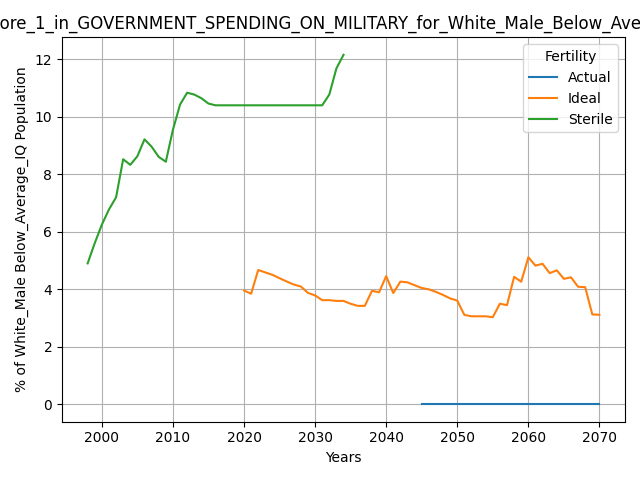 ore_1_in_GOVERNMENT_SPENDING_ON_MILITARY_for_White_Male_Below_Ave
% of White_Male Below_Average_IQ Population
12
10
8
6
4
2
0
Fertility
Actual
Ideal
Sterile
2000 2010 2020 2030 2040 2050 2060 2070
Years